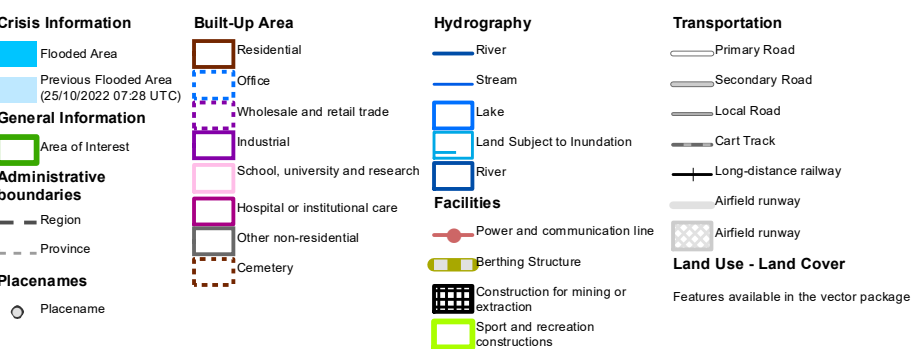 Crisis Information
Flooded Area
Previous Flooded Area
(25/10/2022 07:28 UTC)
General Information
Area of Interest
Administrative
boundaries
Region
Province
Placenames
Placename
Built-Up Area
Residential
Office
Wholesale and retail trade
Industrial
School, university and research
Hospital or institutional care
Other non-residential
Cemetery
Hydrography
River
Stream
Lake
Land Subject to Inundation
River
Facilities
Power and communication line
Berthing Structure
Construction for mining or
extraction
Sport and recreation
constructions
Transportation
Primary Road
Secondary Road
Local Road
Cart Track
Long-distance railway
Airfield runway
Airfield runway
Land Use - Land Cover
Features available in the vector package